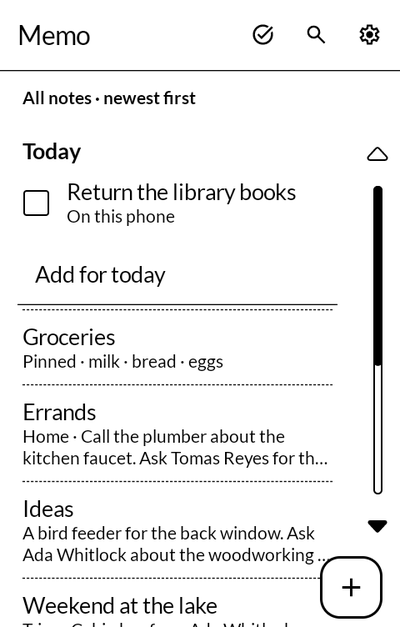 Memo
All notes · newest first
Today
Return the library books
On this phone
Add for today
Groceries
Pinned · milk · bread · eggs
Errands
Home · Call the plumber about the
kitchen faucet. Ask Tomas Reyes for th...
Ideas
A bird feeder for the back window. Ask
Ada Whitlock about the woodworking ...
Weekend at the lake